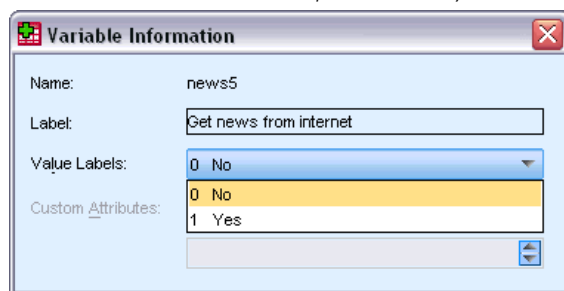 Variable Information
Name: news5
Label: Get news from internet
Value Labels: 0 No
0 No
Custom Attributes:
1 Yes